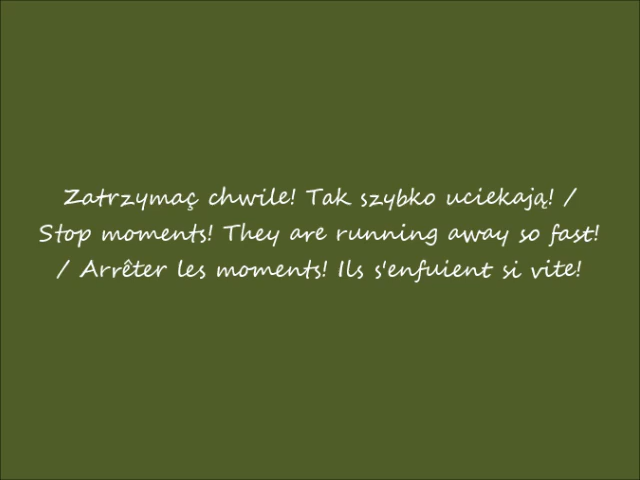 Zatrzymaç chwile! Tak szybko uciekają! /
Stop moments! They are running away so fast!
/ Arrêter les moments! Ils s'enfuient si vite!